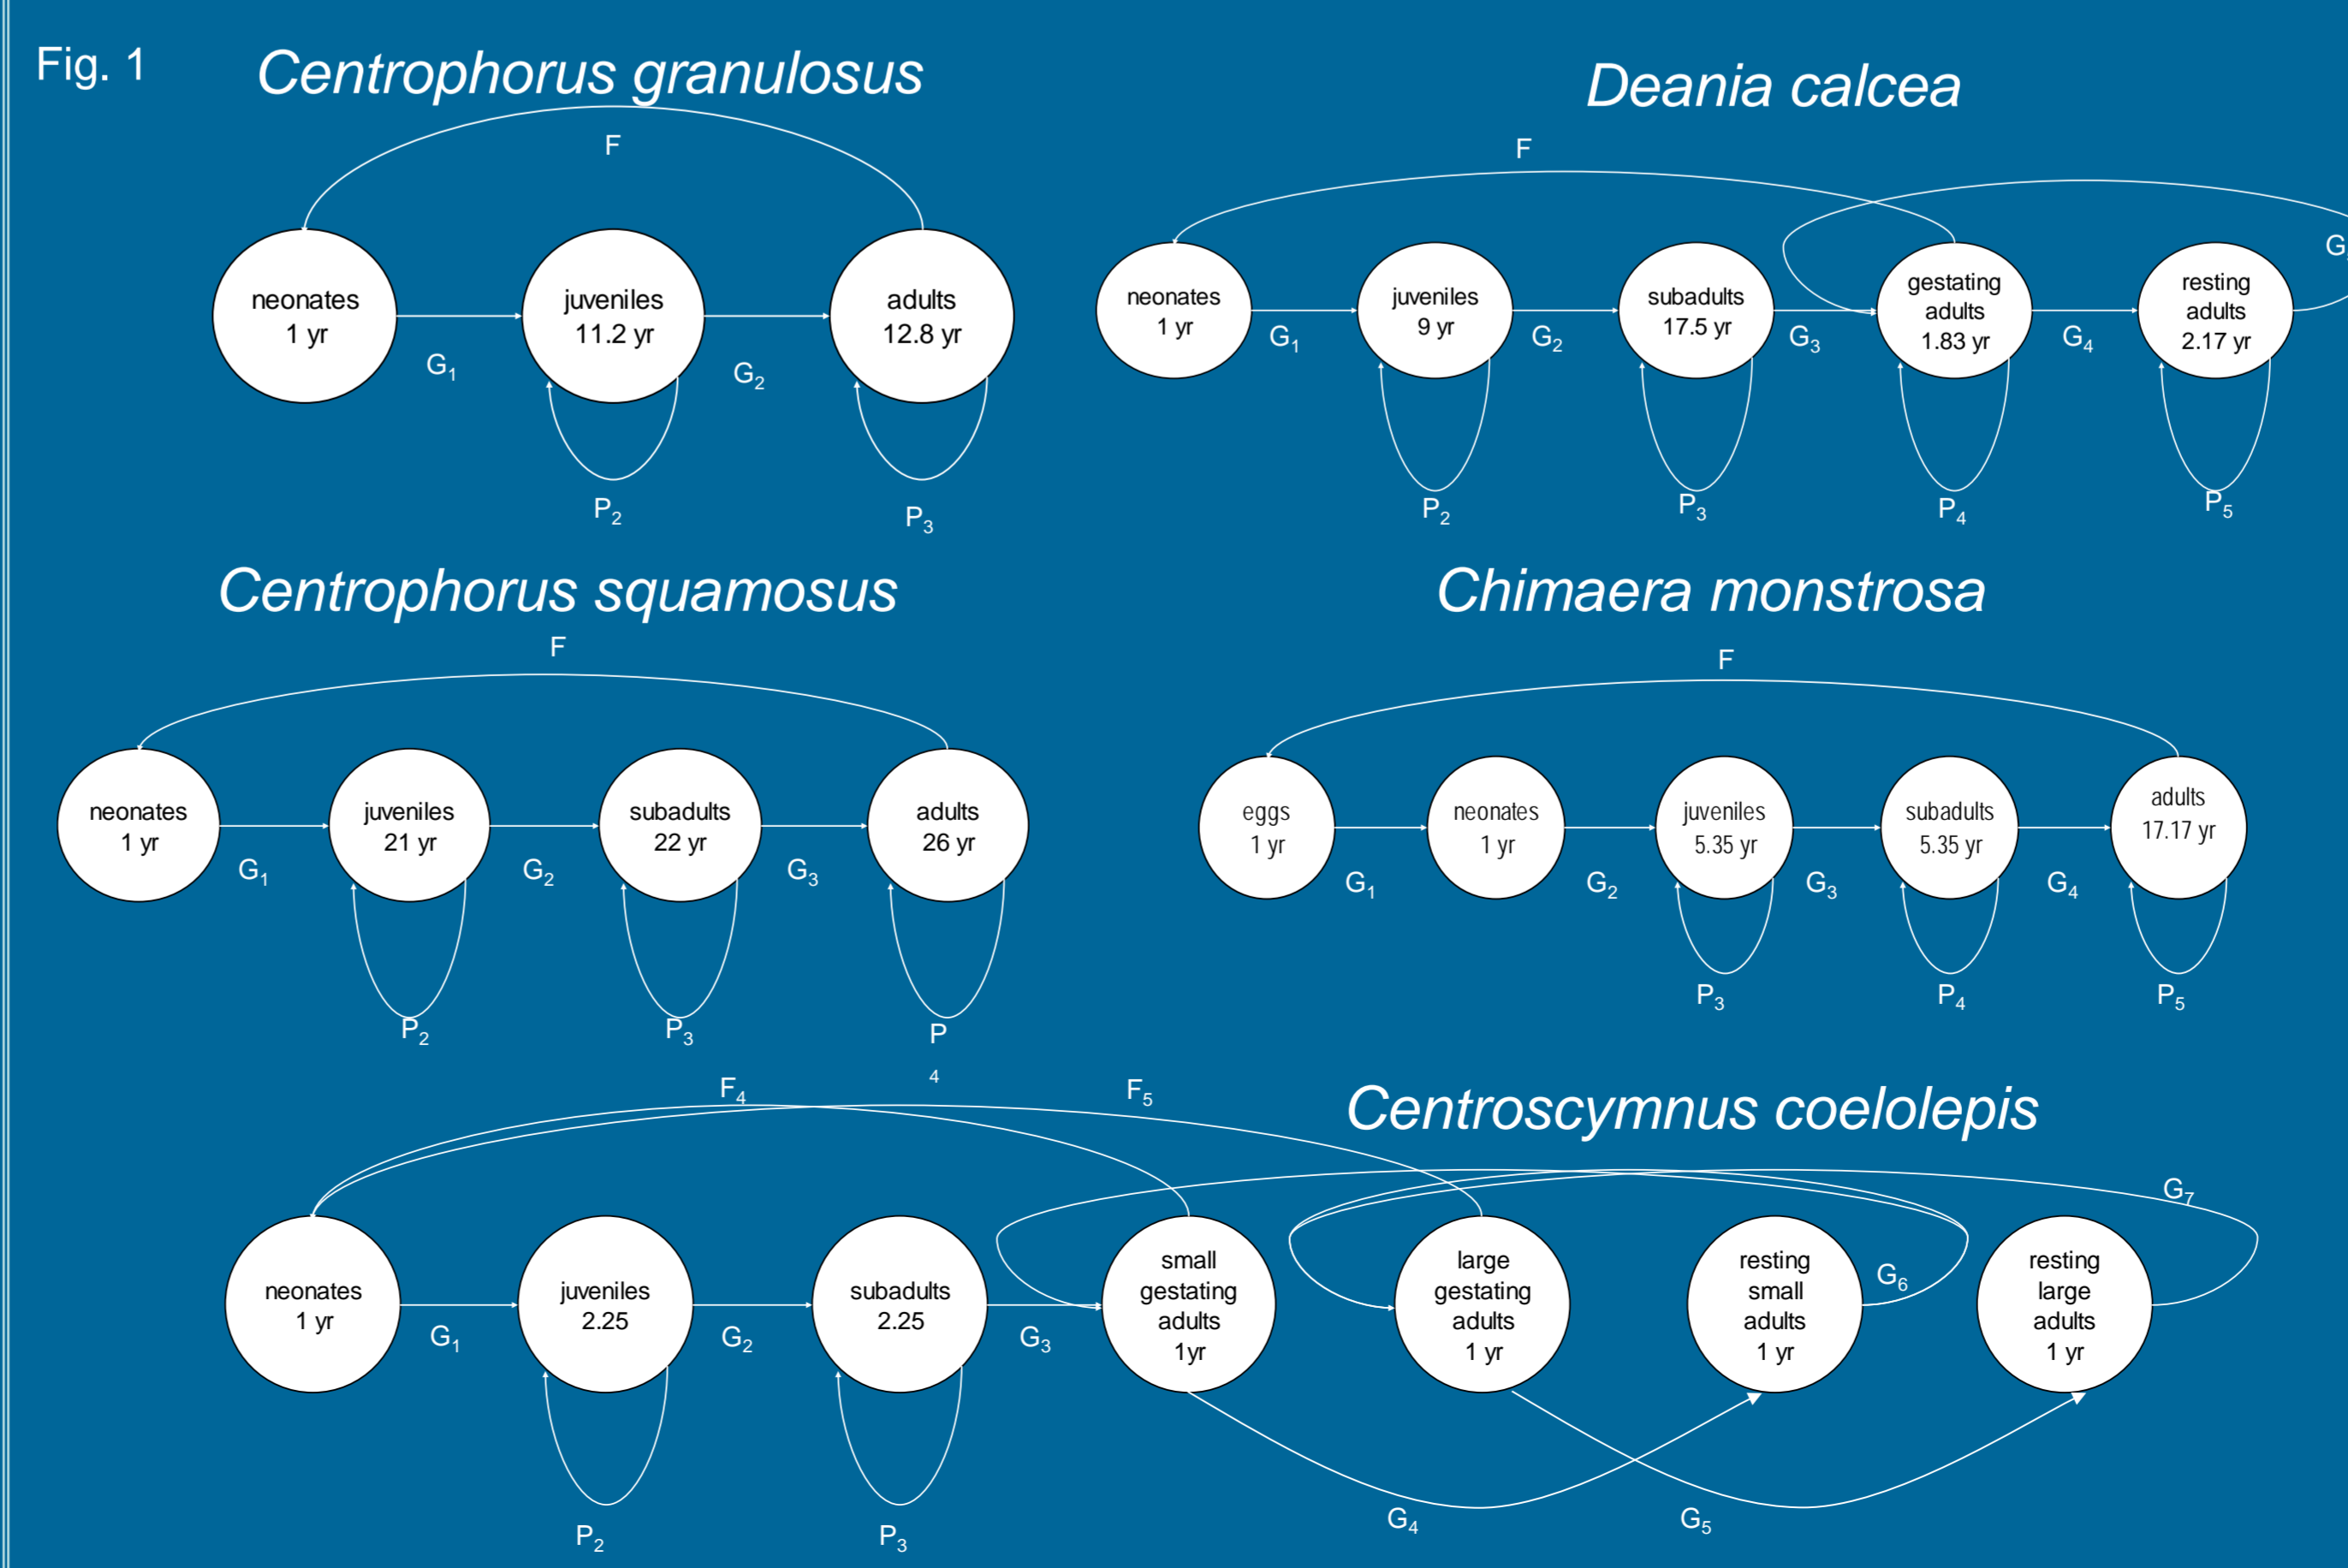 Fig. 1
Centrophorus granulosus
F
neonates
1 yr
juveniles
11.2 yr
adults
12.8 yr
G₁
G₂
P₂
P₃
Deania calcea
F
neonates
1 yr
juveniles
9 yr
subadults
17.5 yr
gestating
adults
1.83 yr
resting
adults
2.17 yr
G
G₁
G₂
G₃
G₄
P₂
P₃
P₄
P₅
Centrophorus squamosus
F
neonates
1 yr
juveniles
21 yr
subadults
22 yr
adults
26 yr
G₁
G₂
G₃
P₂
P₃
P
4
Chimaera monstrosa
F
eggs
1 yr
neonates
1 yr
juveniles
5.35 yr
subadults
5.35 yr
adults
17.17 yr
G₁
G₂
G₃
G₄
P₃
P₄
P₅
Centroscymnus coelolepis
F₄
F₅
neonates
1 yr
juveniles
2.25
subadults
2.25
small
gestating
adults
1yr
large
gestating
adults
1 yr
resting
small
adults
1 yr
resting
large
adults
1 yr
G₁
G₂
G₃
G₆
G₇
P₂
P₃
G₄
G₅